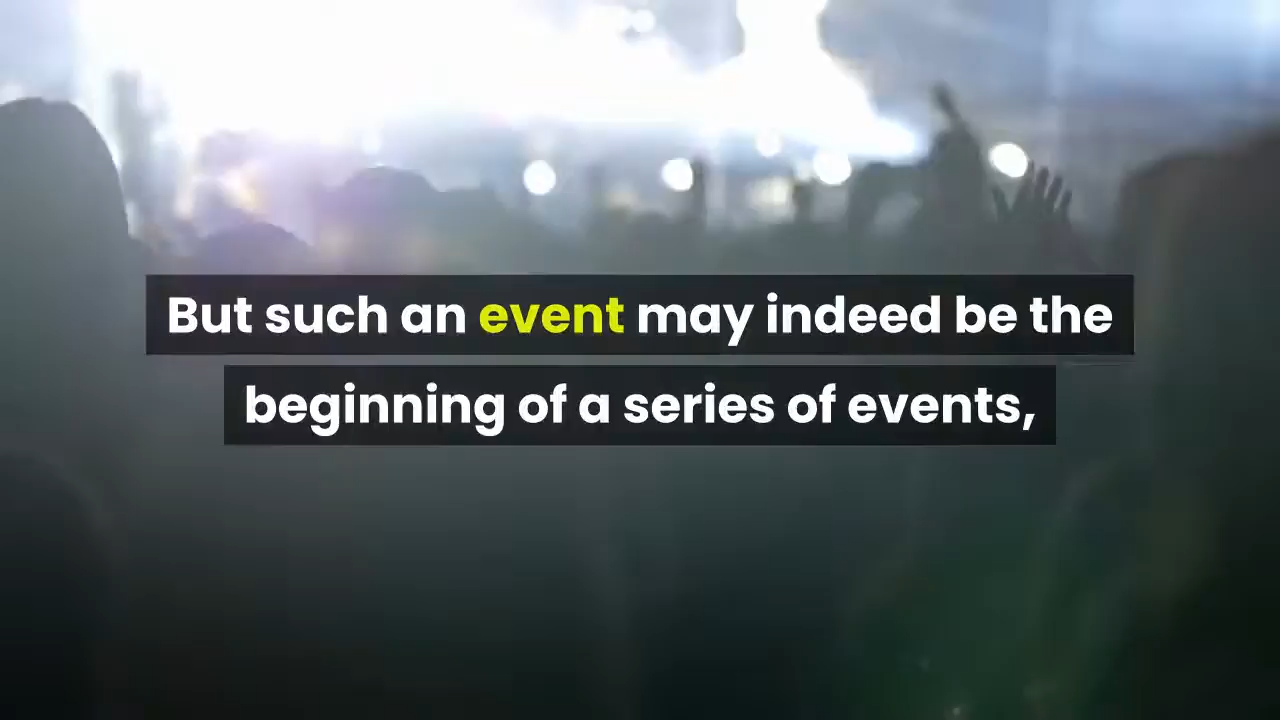 But such an event may indeed be the
beginning of a series of events,